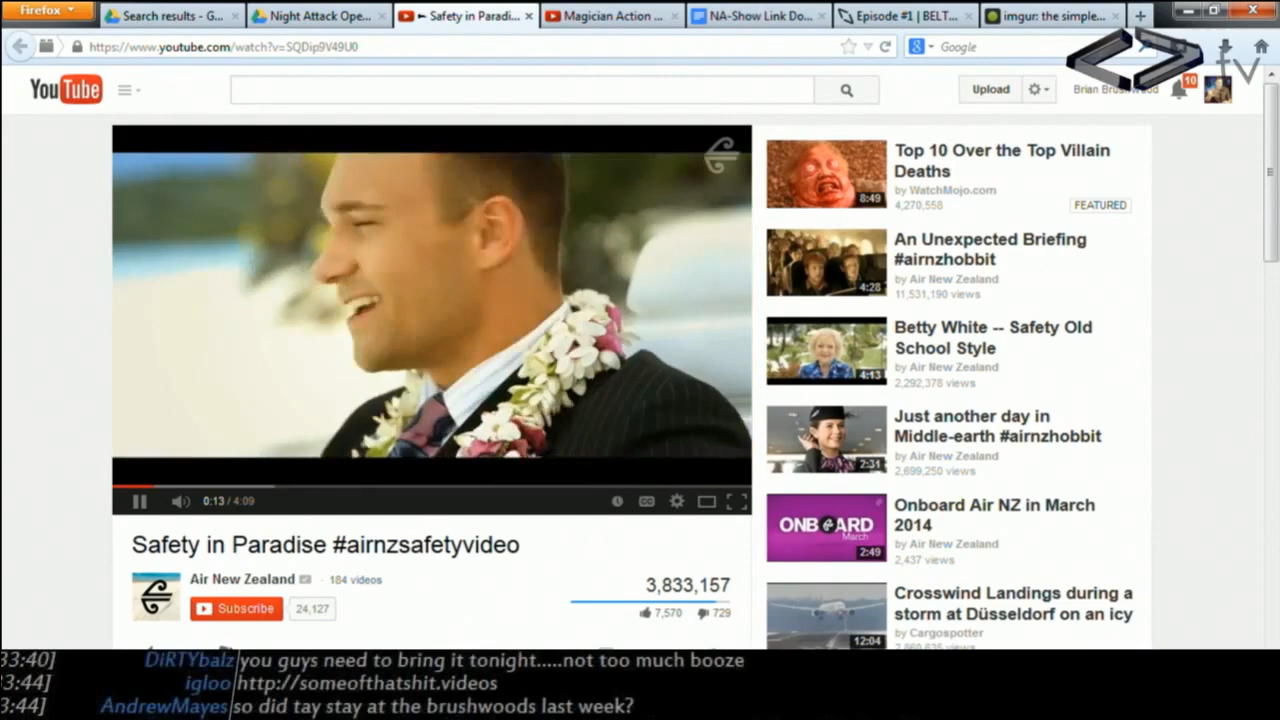 Firefox
Search results - G...
Night Attack Ope...
Safety in Paradi...
Magician Action ...
NA-Show Link Do...
Episode #1 | BELT...
imgur: the simple...
https://www.youtube.com/watch?v=SQDip9V49U0
Google
tv
YouTube
Upload
Brian Brushwood
10
Top 10 Over the Top Villain
Deaths
by WatchMojo.com
4,270,558
FEATURED
8:49
An Unexpected Briefing
#airnzhobbit
by Air New Zealand
11,531,190 views
4:28
Betty White -- Safety Old
School Style
by Air New Zealand
2,292,378 views
4:13
Just another day in
Middle-earth #airnzhobbit
by Air New Zealand
2,699,250 views
2:31
Onboard Air NZ in March
2014
by Air New Zealand
2,437 views
ONBOARD
March
2:49
Crosswind Landings during a
storm at Düsseldorf on an icy
by Cargospotter
12:04
0:13 / 4:09
Safety in Paradise #airnzsafetyvideo
Air New Zealand · 184 videos
Subscribe 24,127
3,833,157
7,570 729
33:40] DiRTYbalz you guys need to bring it tonight.....not too much booze
3:44] igloo http://someofthatshit.videos
3:44] AndrewMayes so did tay stay at the brushwoods last week?